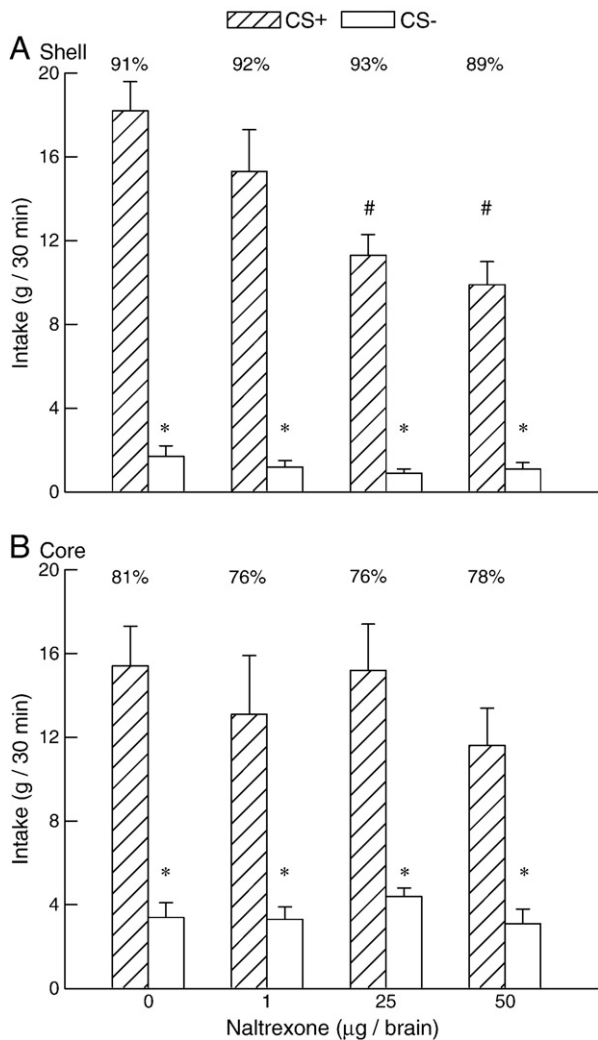 CS+ CS-
A Shell
91% 92% 93% 89%
20
16
# #
12
8
4
* * * *
0
Intake (g / 30 min)
B Core
81% 76% 76% 78%
20
16
12
8
4
* * * *
0
Intake (g / 30 min)
0 1 25 50
Naltrexone (μg / brain)